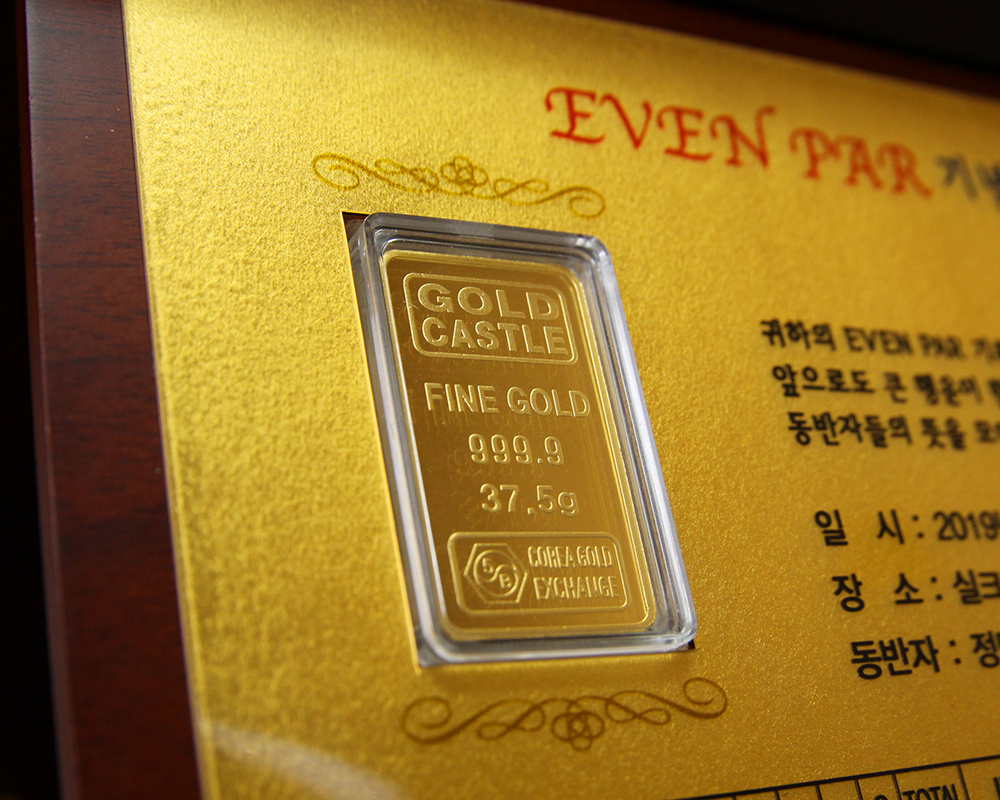 EVEN PAR 기념
GOLD
CASTLE
FINE GOLD
999.9
37.5g
COREA GOLD
EXCHANGE
귀하의 EVEN PAR
앞으로도 큰 행운이
동반자들의 뜻을
일 시 : 2019
장 소 : 실크
동반자 :
TOTAL